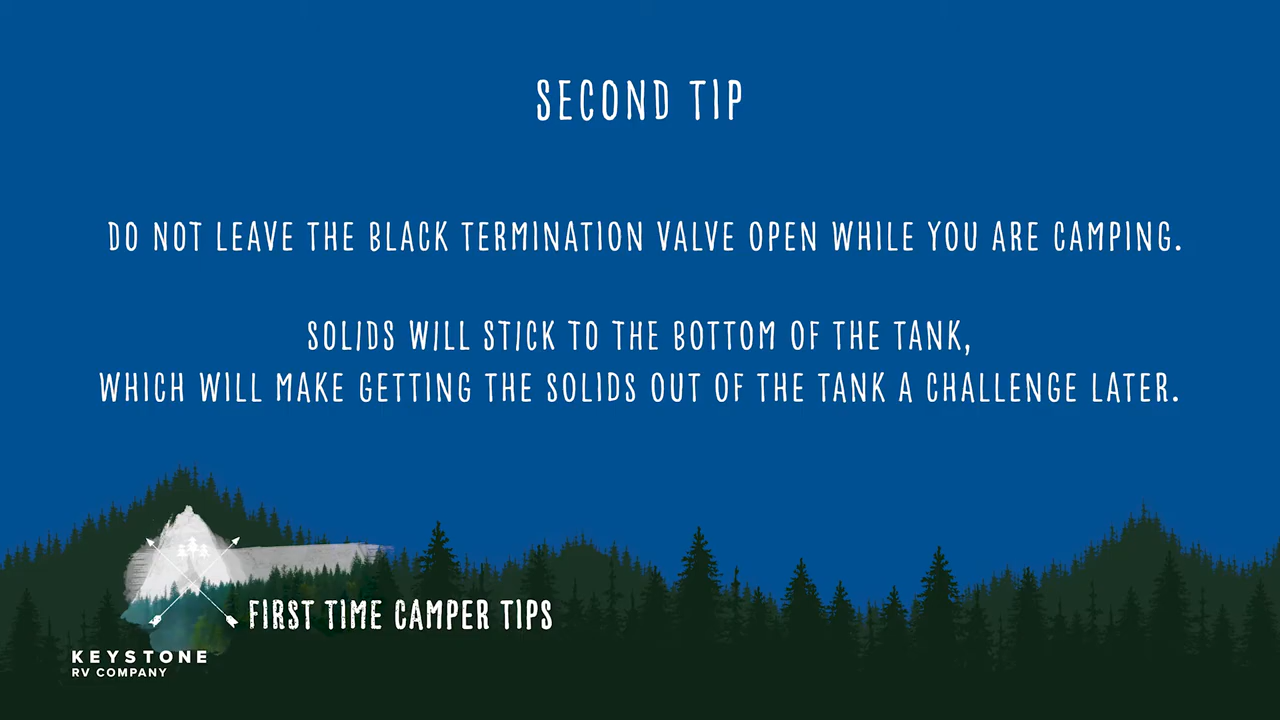 SECOND TIP
DO NOT LEAVE THE BLACK TERMINATION VALVE OPEN WHILE YOU ARE CAMPING.
SOLIDS WILL STICK TO THE BOTTOM OF THE TANK,
WHICH WILL MAKE GETTING THE SOLIDS OUT OF THE TANK A CHALLENGE LATER.
FIRST TIME CAMPER TIPS
KEYSTONE
RV COMPANY